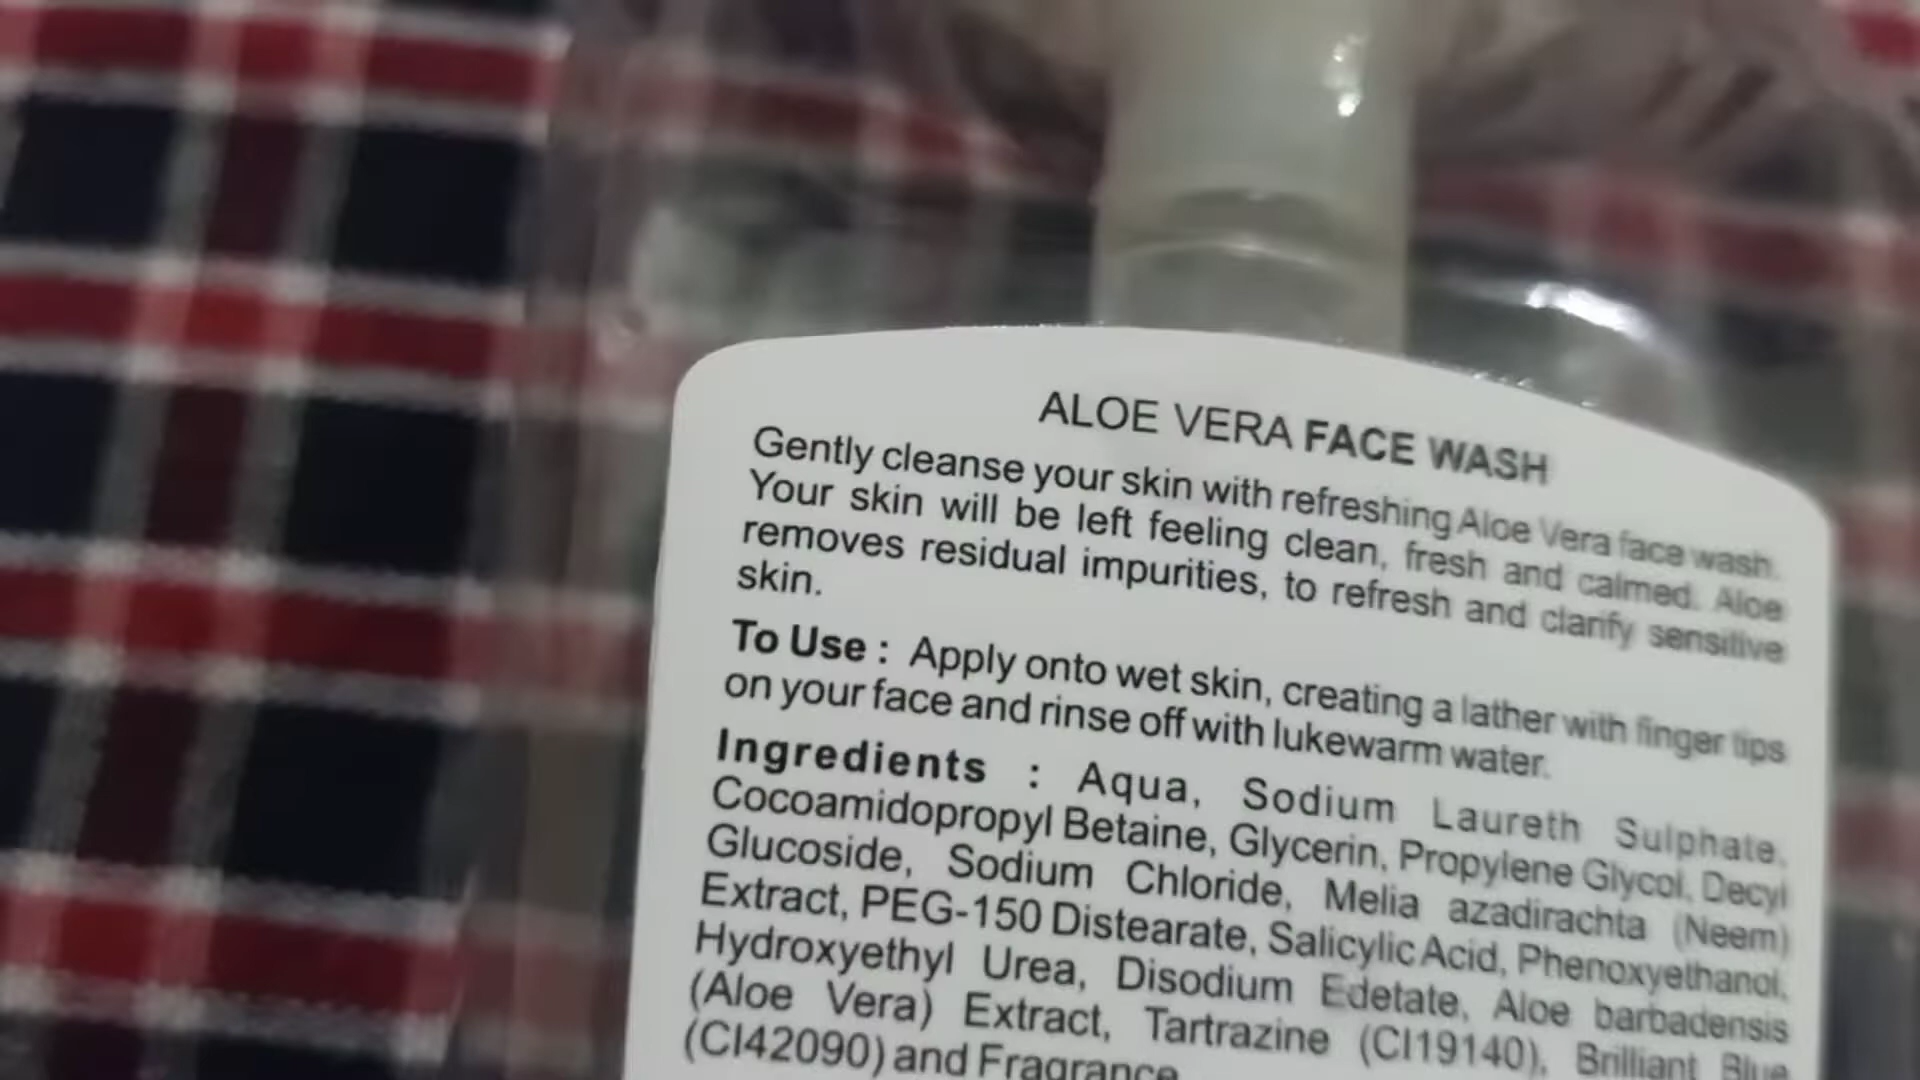 ALOE VERA FACE WASH
Gently cleanse your skin with refreshing Aloe Vera face wash.
Your skin will be left feeling clean, fresh and calmed. Aloe
removes residual impurities, to refresh and clarify sensitive
skin.
To Use : Apply onto wet skin, creating a lather with finger tips
on your face and rinse off with lukewarm water.
Ingredients : Aqua, Sodium Laureth Sulphate,
Cocoamidopropyl Betaine, Glycerin, Propylene Glycol, Decyl
Glucoside, Sodium Chloride, Melia azadirachta (Neem)
Extract, PEG-150 Distearate, Salicylic Acid, Phenoxyethanol,
Hydroxyethyl Urea, Disodium Edetate, Aloe barbadensis
(Aloe Vera) Extract, Tartrazine (CI19140), Brilliant Blue
(CI42090) and Fragrance